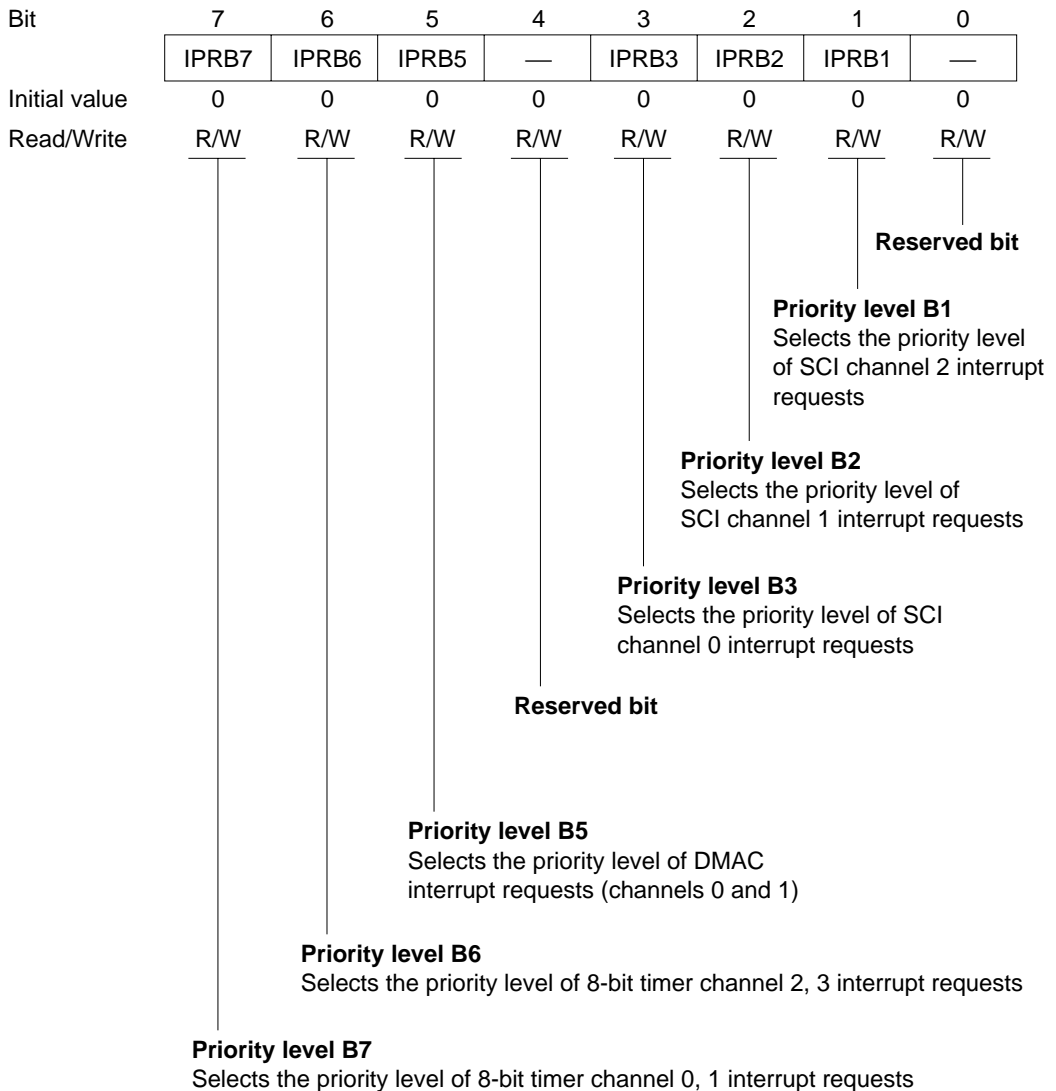 Bit 7 6 5 4 3 2 1 0
IPRB7 IPRB6 IPRB5 — IPRB3 IPRB2 IPRB1 —
Initial value 0 0 0 0 0 0 0 0
Read/Write R/W R/W R/W R/W R/W R/W R/W R/W
Reserved bit
Priority level B1
Selects the priority level
of SCI channel 2 interrupt
requests
Priority level B2
Selects the priority level of
SCI channel 1 interrupt requests
Priority level B3
Selects the priority level of SCI
channel 0 interrupt requests
Reserved bit
Priority level B5
Selects the priority level of DMAC
interrupt requests (channels 0 and 1)
Priority level B6
Selects the priority level of 8-bit timer channel 2, 3 interrupt requests
Priority level B7
Selects the priority level of 8-bit timer channel 0, 1 interrupt requests